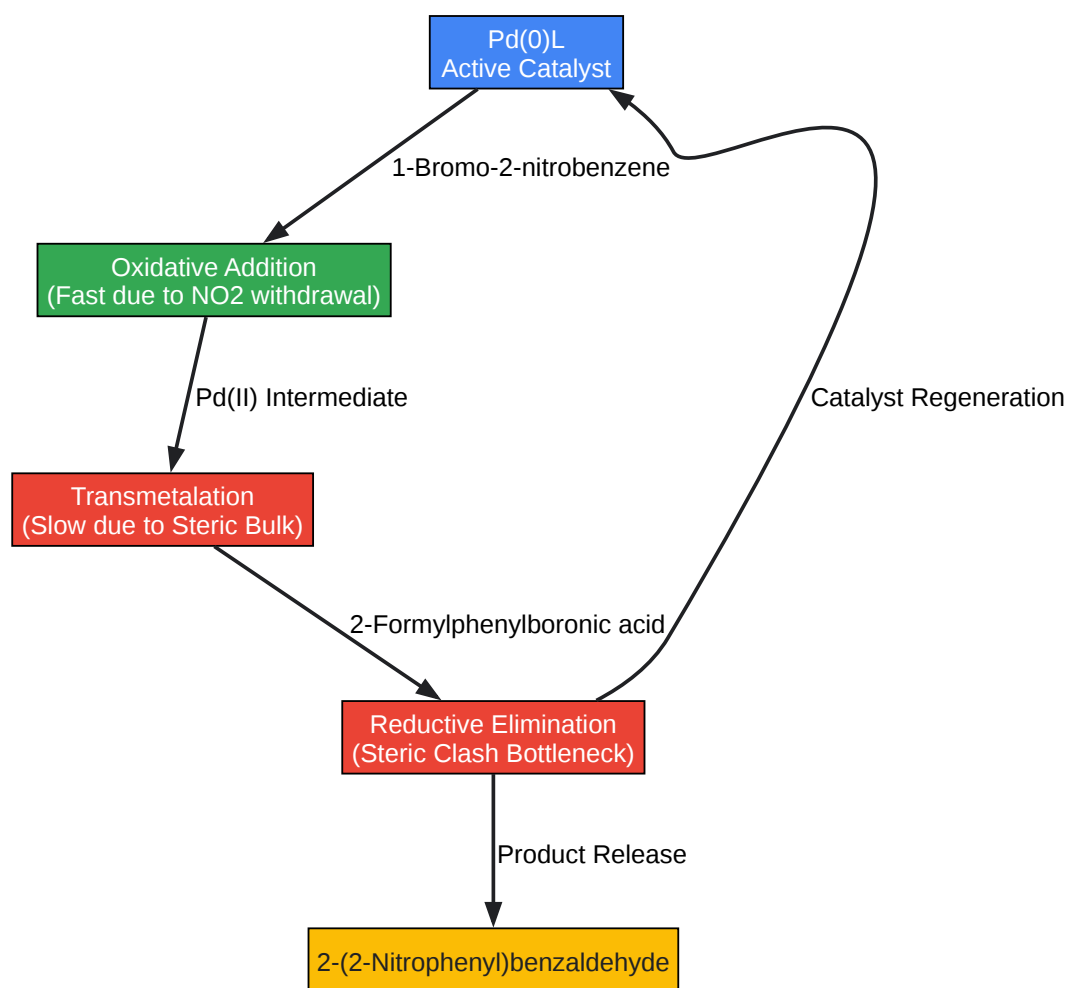 Pd(0)L
Active Catalyst
1-Bromo-2-nitrobenzene
Oxidative Addition
(Fast due to NO2 withdrawal)
Pd(II) Intermediate
Catalyst Regeneration
Transmetalation
(Slow due to Steric Bulk)
2-Formylphenylboronic acid
Reductive Elimination
(Steric Clash Bottleneck)
Product Release
2-(2-Nitrophenyl)benzaldehyde